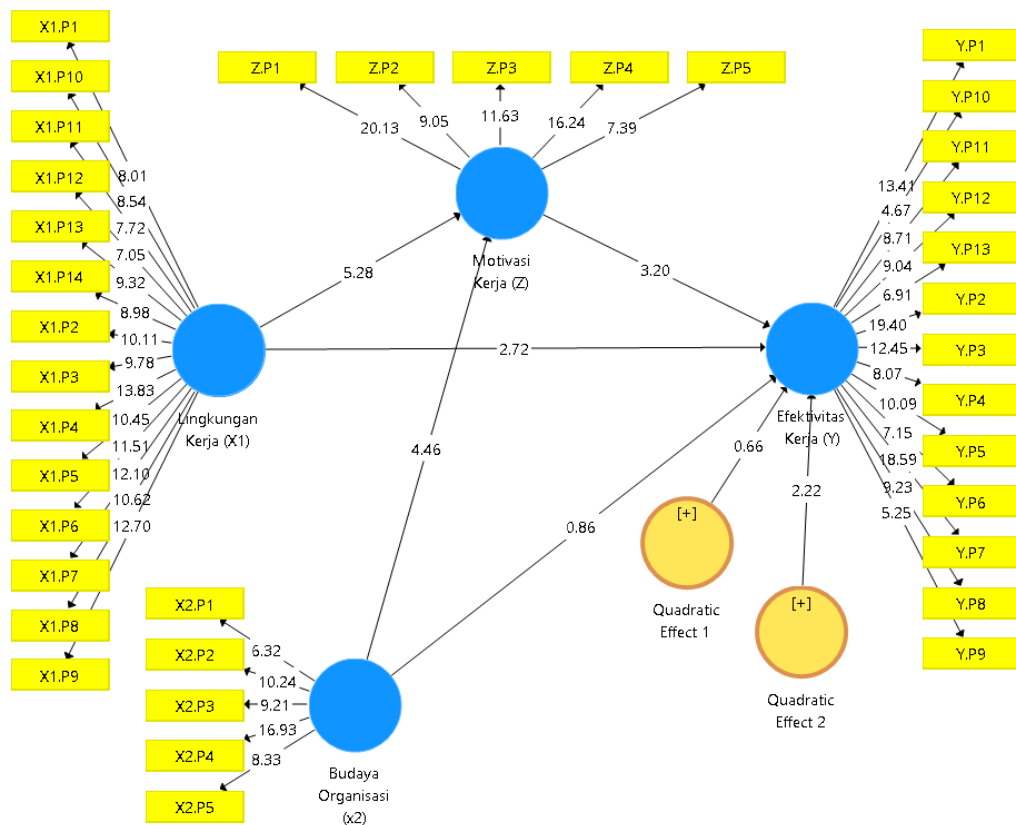 X1.P1
X1.P10
X1.P11
X1.P12
X1.P13
X1.P14
X1.P2
X1.P3
X1.P4
X1.P5
X1.P6
X1.P7
X1.P8
X1.P9
8.01
8.54
7.72
7.05
9.32
8.98
10.11
9.78
13.83
10.45
11.51
12.10
10.62
12.70
Lingkungan
Kerja (X1)
Z.P1
Z.P2
Z.P3
Z.P4
Z.P5
20.13
9.05
11.63
16.24
7.39
Motivasi
Kerja (Z)
5.28
3.20
2.72
4.46
0.86
0.66
2.22
Y.P1
Y.P10
Y.P11
Y.P12
Y.P13
Y.P2
Y.P3
Y.P4
Y.P5
Y.P6
Y.P7
Y.P8
Y.P9
13.41
4.67
8.71
9.04
6.91
19.40
12.45
8.07
10.09
7.15
18.59
9.23
5.25
Efektivitas
Kerja (Y)
[+]
Quadratic
Effect 1
[+]
Quadratic
Effect 2
X2.P1
X2.P2
X2.P3
X2.P4
X2.P5
6.32
10.24
9.21
16.93
8.33
Budaya
Organisasi
(x2)